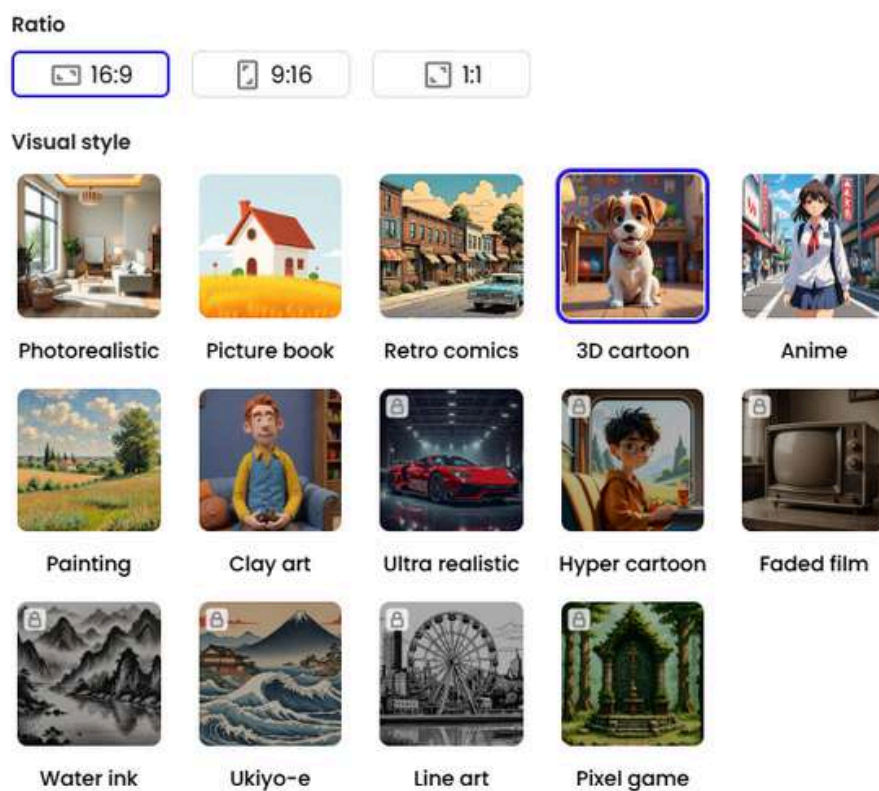 Ratio
16:9 9:16 1:1
Visual style
Photorealistic Picture book Retro comics 3D cartoon Anime
Painting Clay art Ultra realistic Hyper cartoon Faded film
Water ink Ukiyo-e Line art Pixel game